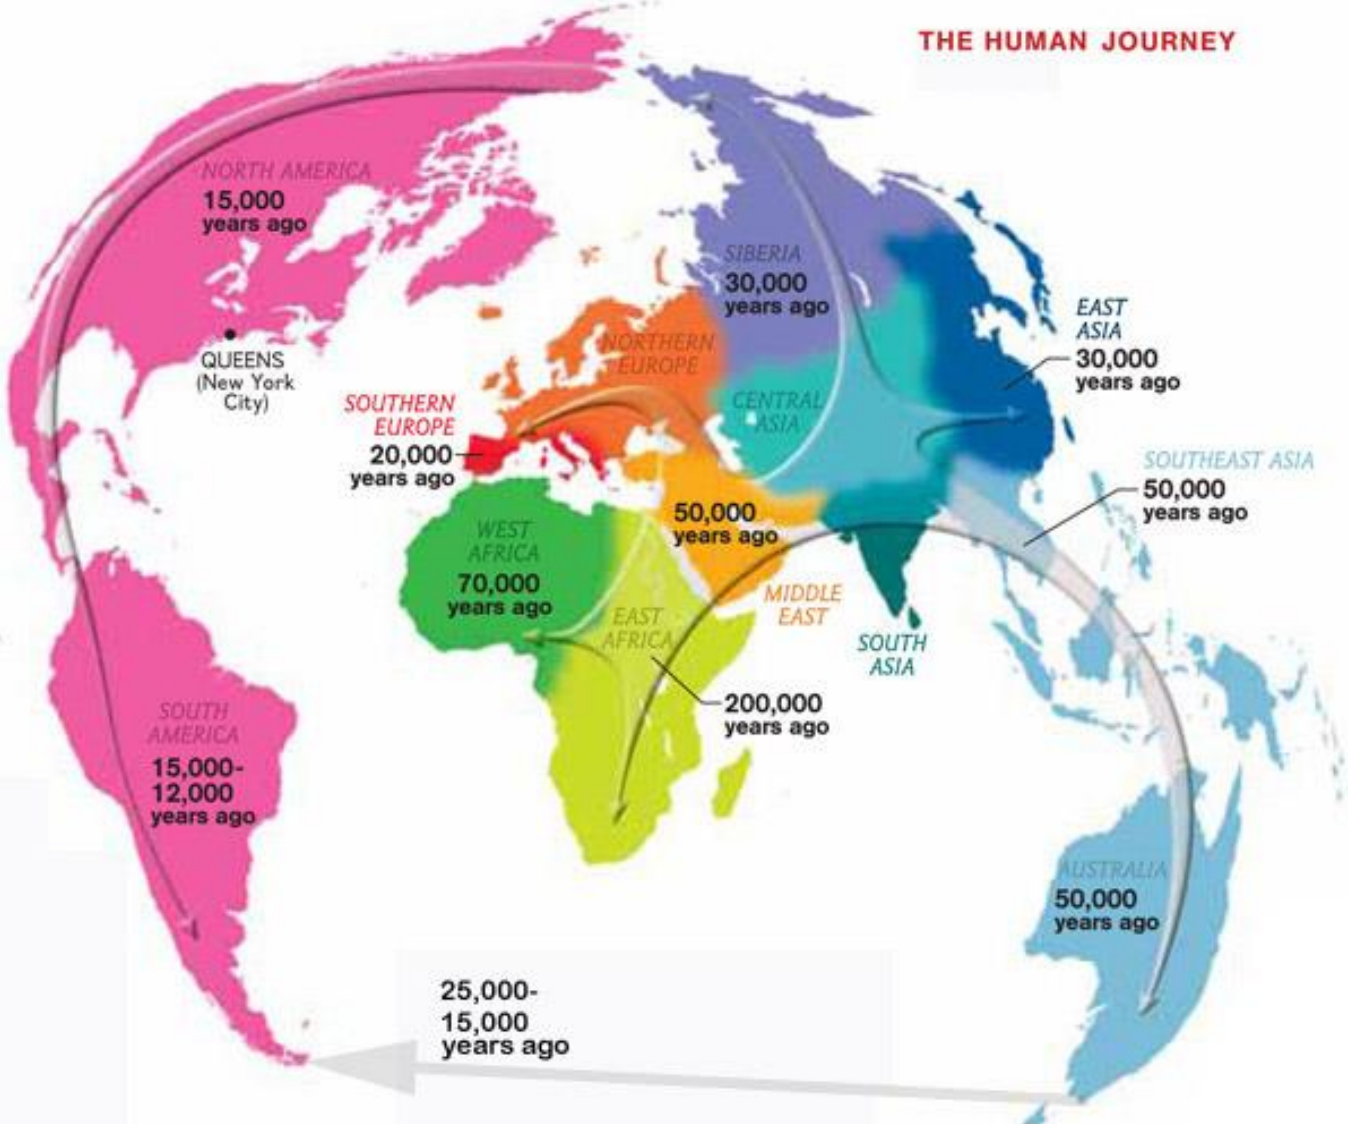 THE HUMAN JOURNEY
NORTH AMERICA
15,000
years ago
QUEENS
(New York
City)
SIBERIA
30,000
years ago
EAST
ASIA
30,000
years ago
NORTHERN
EUROPE
SOUTHERN
EUROPE
20,000
years ago
CENTRAL
ASIA
SOUTHEAST ASIA
50,000
years ago
50,000
years ago
MIDDLE
EAST
WEST
AFRICA
70,000
years ago
EAST
AFRICA
200,000
years ago
SOUTH
ASIA
SOUTH
AMERICA
15,000-
12,000
years ago
AUSTRALIA
50,000
years ago
25,000-
15,000
years ago